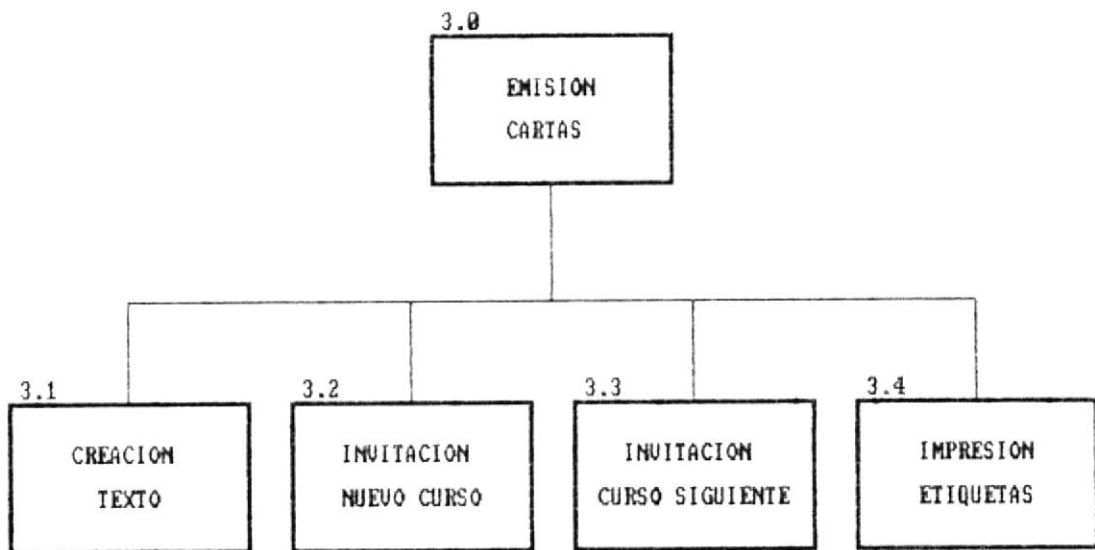 3.0
EMISION
CARTAS
3.1
CREACION
TEXTO
3.2
INVITACION
NUEVO CURSO
3.3
INVITACION
CURSO SIGUIENTE
3.4
IMPRESION
ETIQUETAS